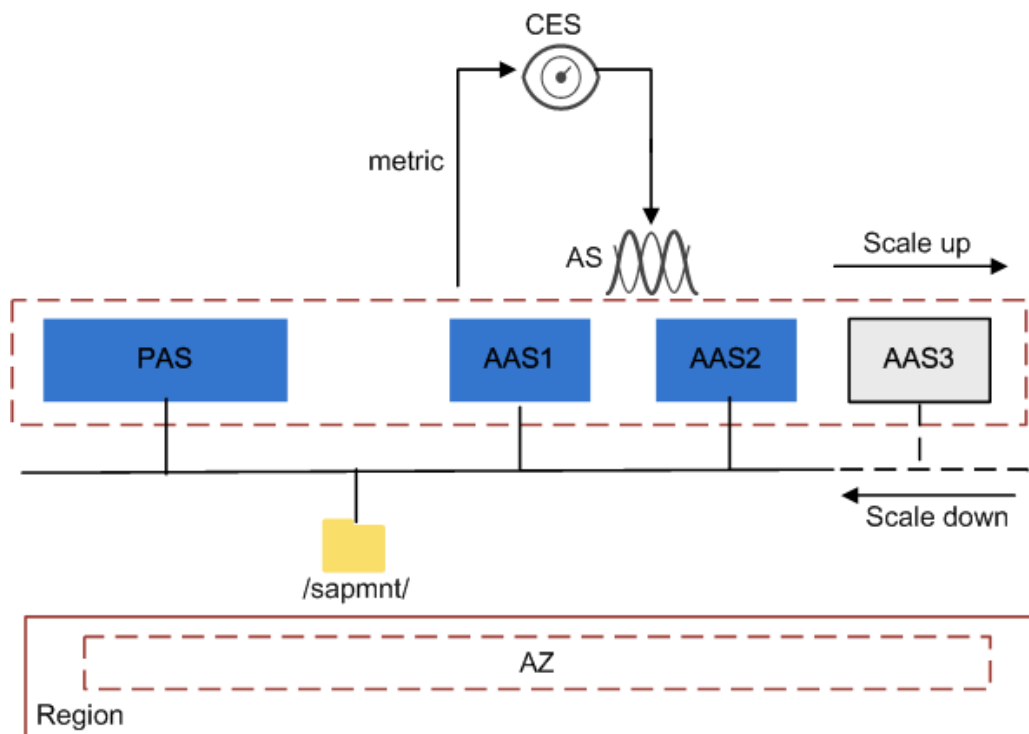 CES
metric
AS
Scale up
PAS
AAS1
AAS2
AAS3
Scale down
/sapmnt/
AZ
Region